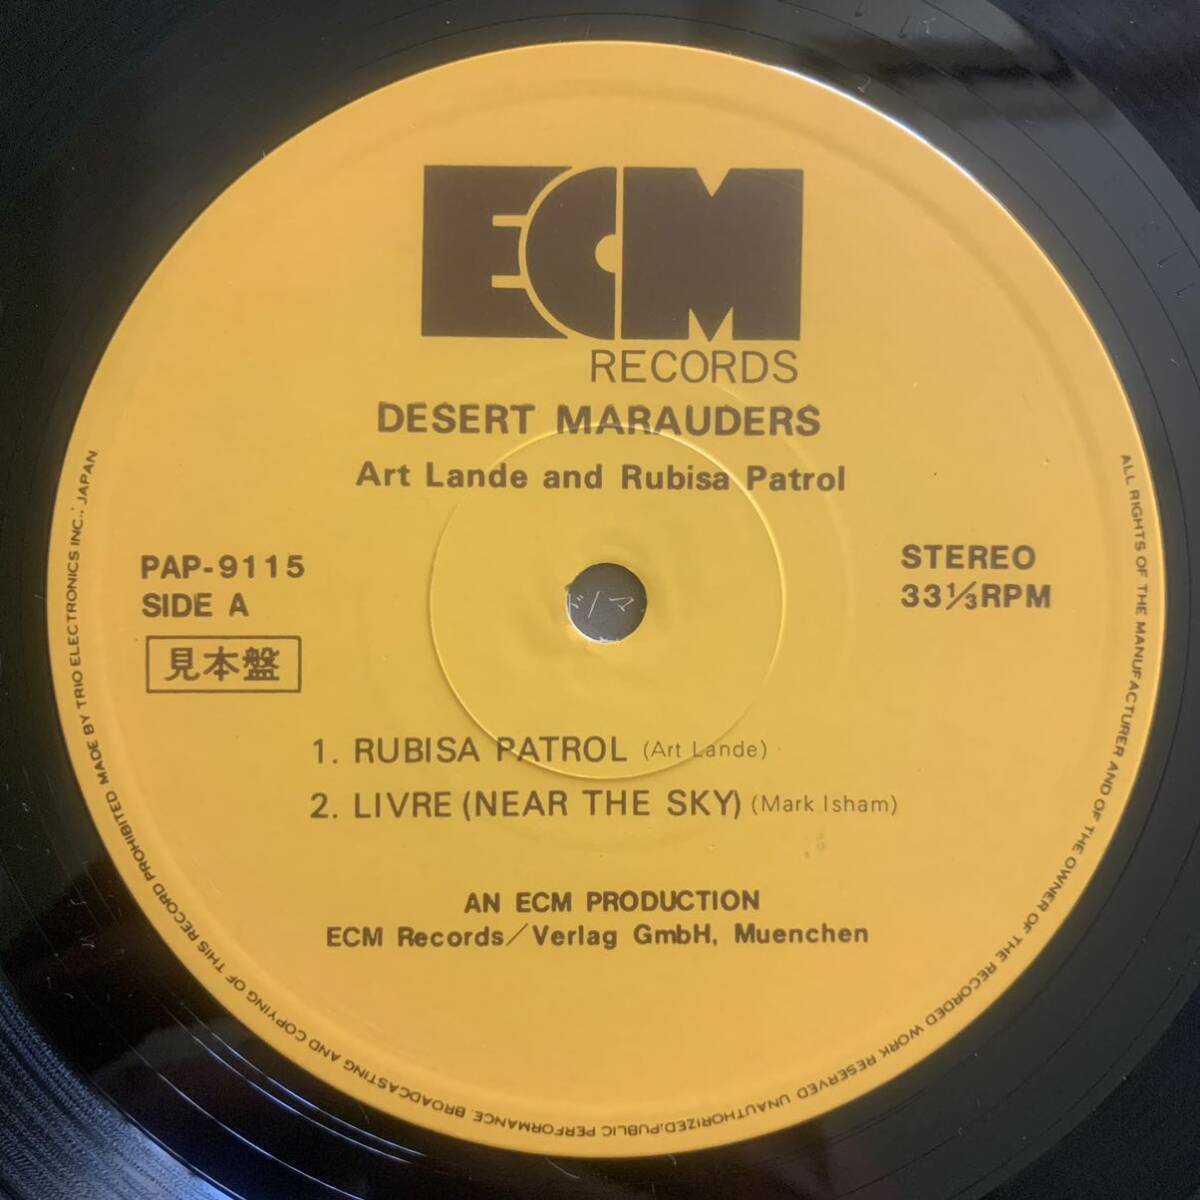 ECM
RECORDS
DESERT MARAUDERS
Art Lande and Rubisa Patrol
PAP-9115
SIDE A
見本盤
STEREO
33⅓RPM
ドノマ
1. RUBISA PATROL (Art Lande)
2. LIVRE (NEAR THE SKY) (Mark Isham)
AN ECM PRODUCTION
ECM Records/Verlag GmbH, Muenchen
ALL RIGHTS OF THE MANUFACTURER AND OF THE OWNER OF THE RECORDED WORK RESERVED UNAUTHORIZED;PUBLIC PERFORMANCE. BROADCASTING AND COPYING OF THIS RECORD PROHIBITED MADE BY TRIO ELECTRONICS INC.; JAPAN